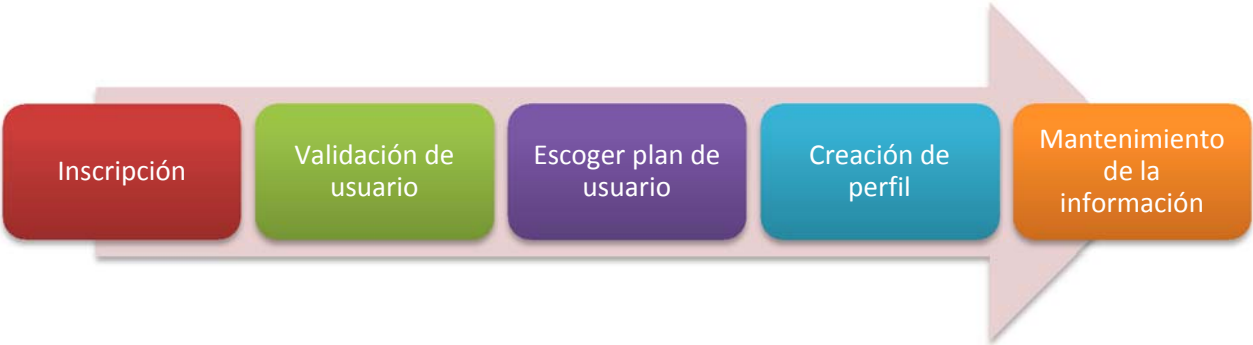 Inscripción
Validación de
usuario
Escoger plan de
usuario
Creación de
perfil
Mantenimiento
de la
información